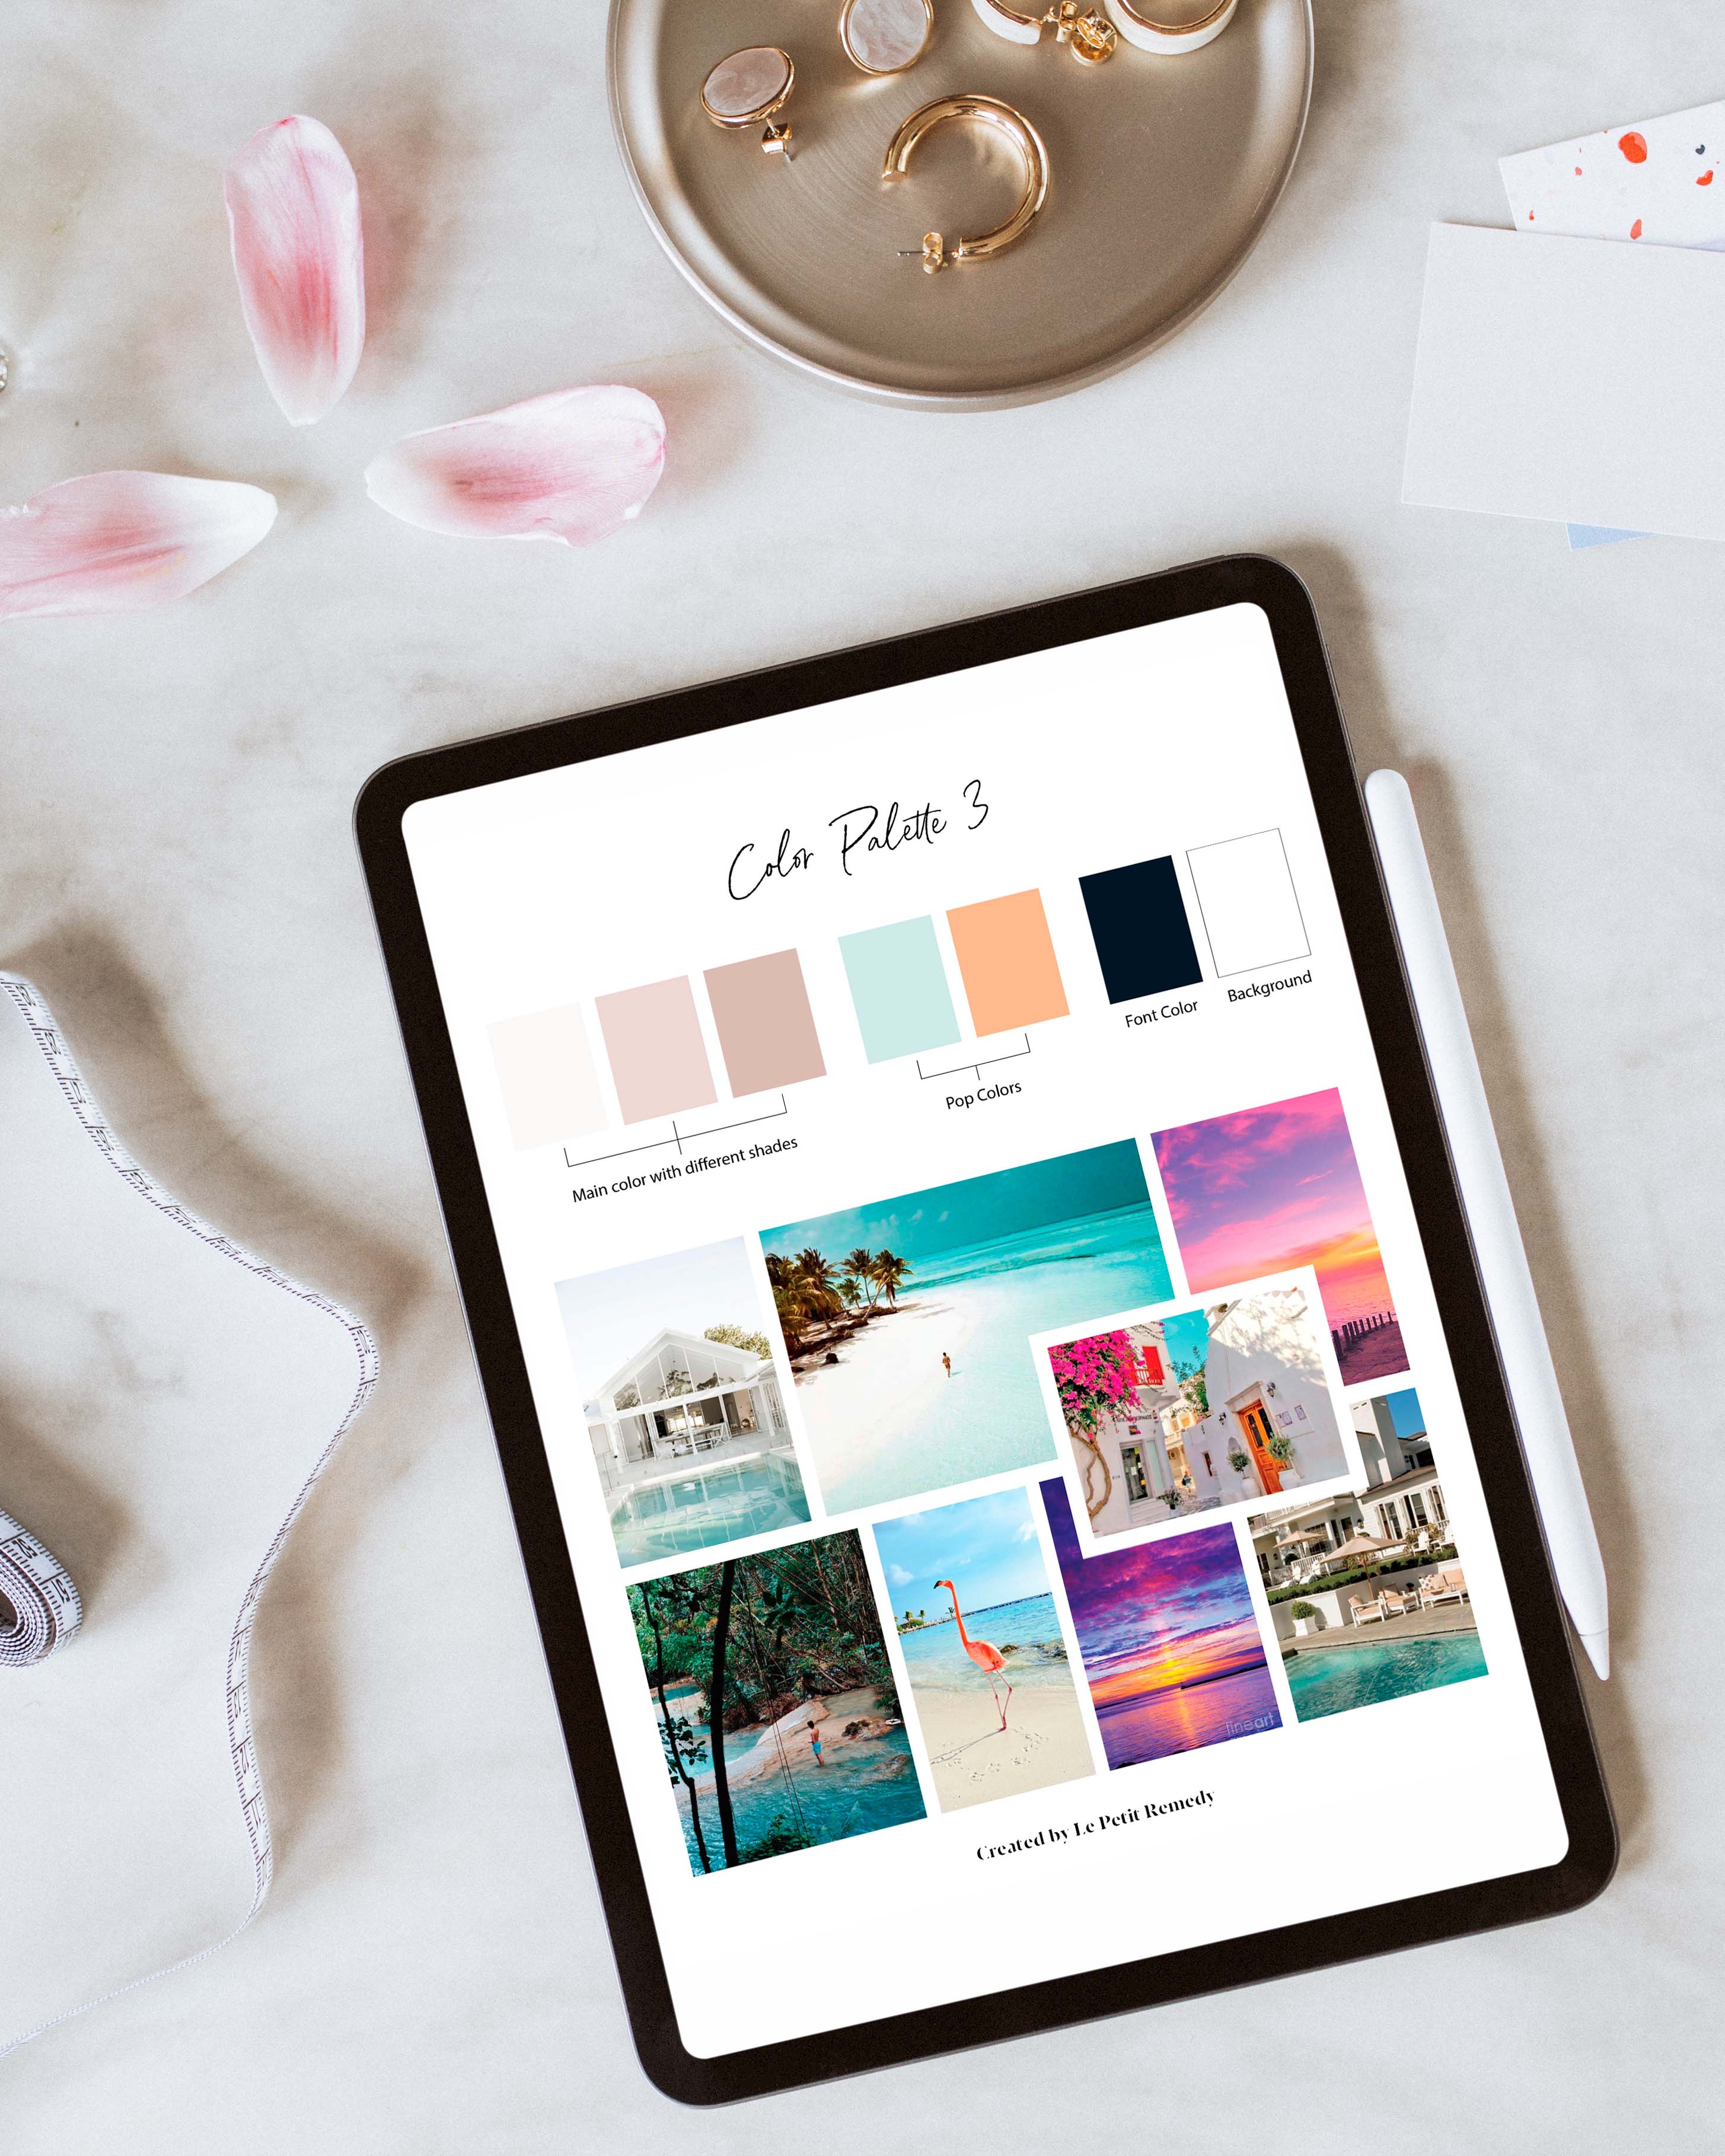 Color Palette 3
Font Color
Background
Pop Colors
Main color with different shades
fineart
Created by Le Petit Remedy